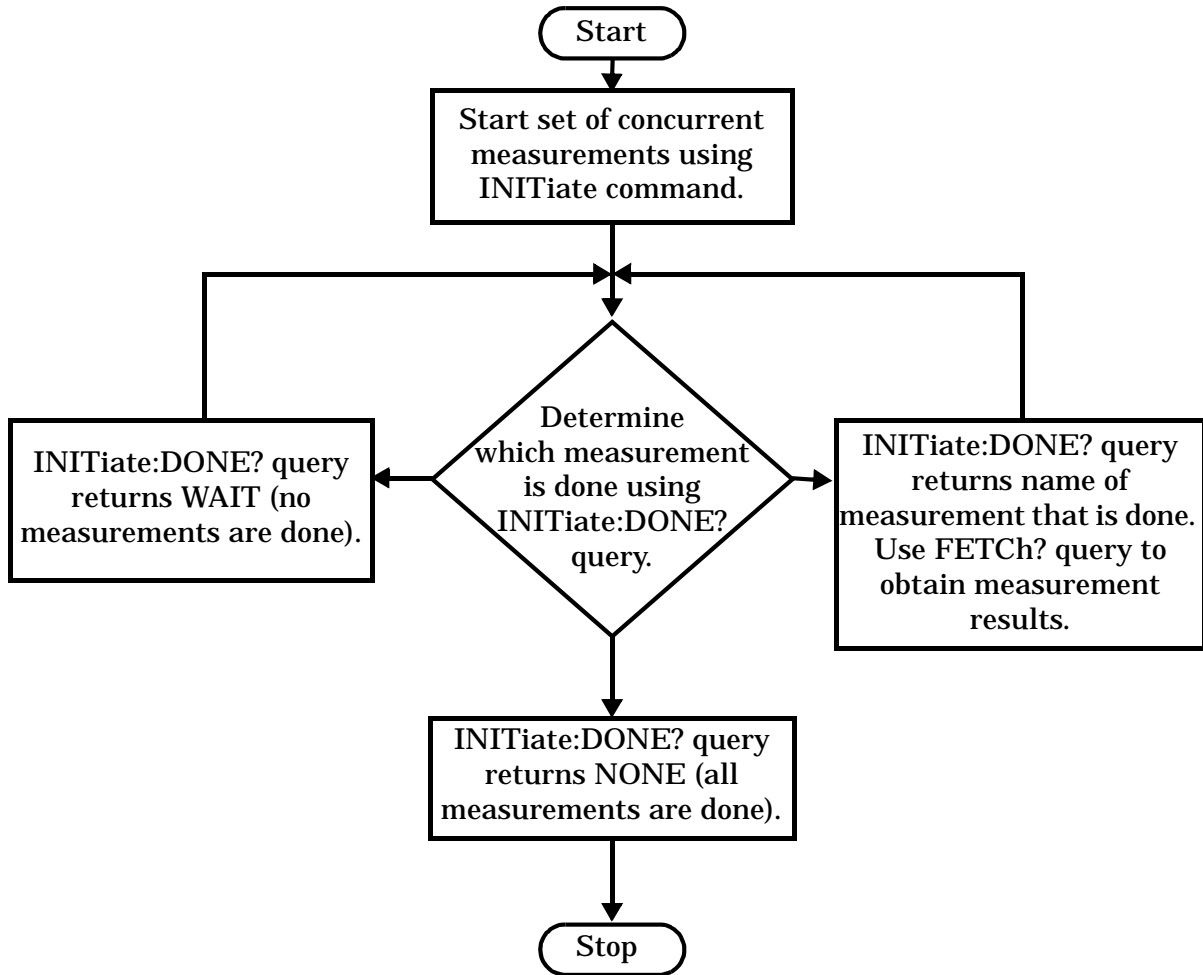 Start
Start set of concurrent
measurements using
INITiate command.
Determine
which measurement
is done using
INITiate:DONE?
query.
INITiate:DONE? query
returns WAIT (no
measurements are done).
INITiate:DONE? query
returns name of
measurement that is done.
Use FETCh? query to
obtain measurement
results.
INITiate:DONE? query
returns NONE (all
measurements are done).
Stop